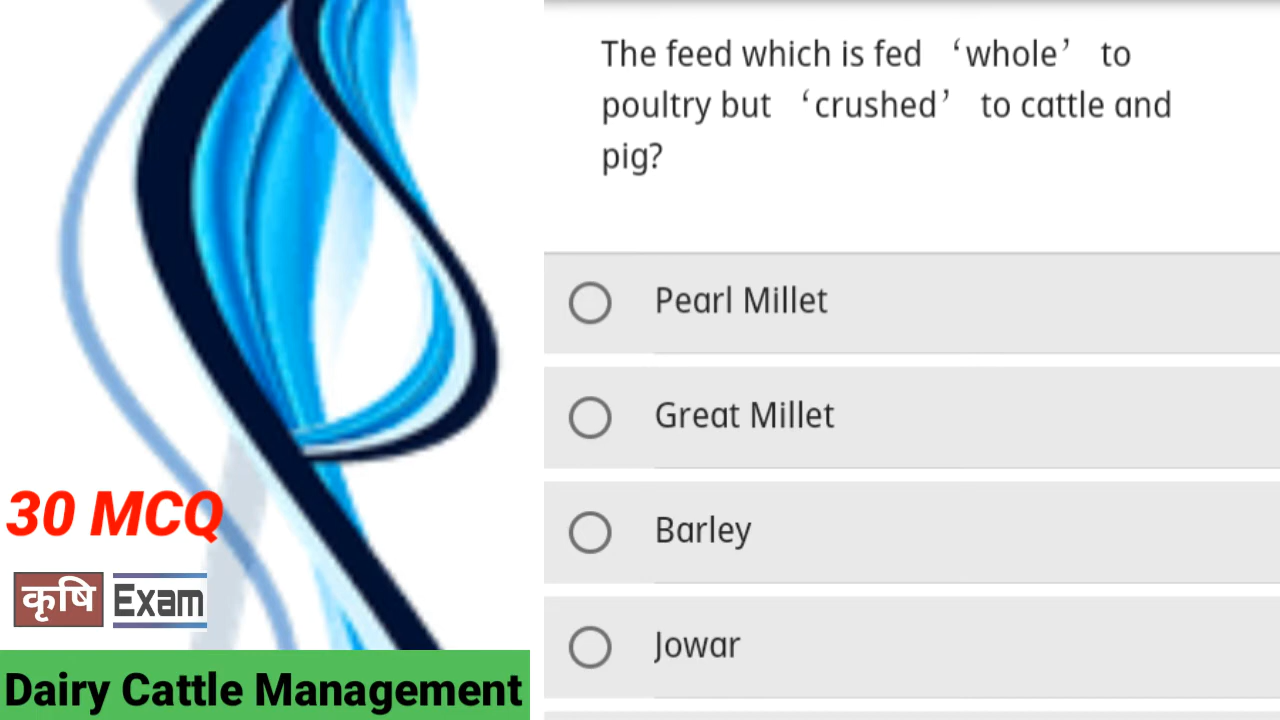 The feed which is fed ‘whole’ to
poultry but ‘crushed’ to cattle and
pig?
Pearl Millet
Great Millet
Barley
Jowar
30 MCQ
कृषि Exam
Dairy Cattle Management